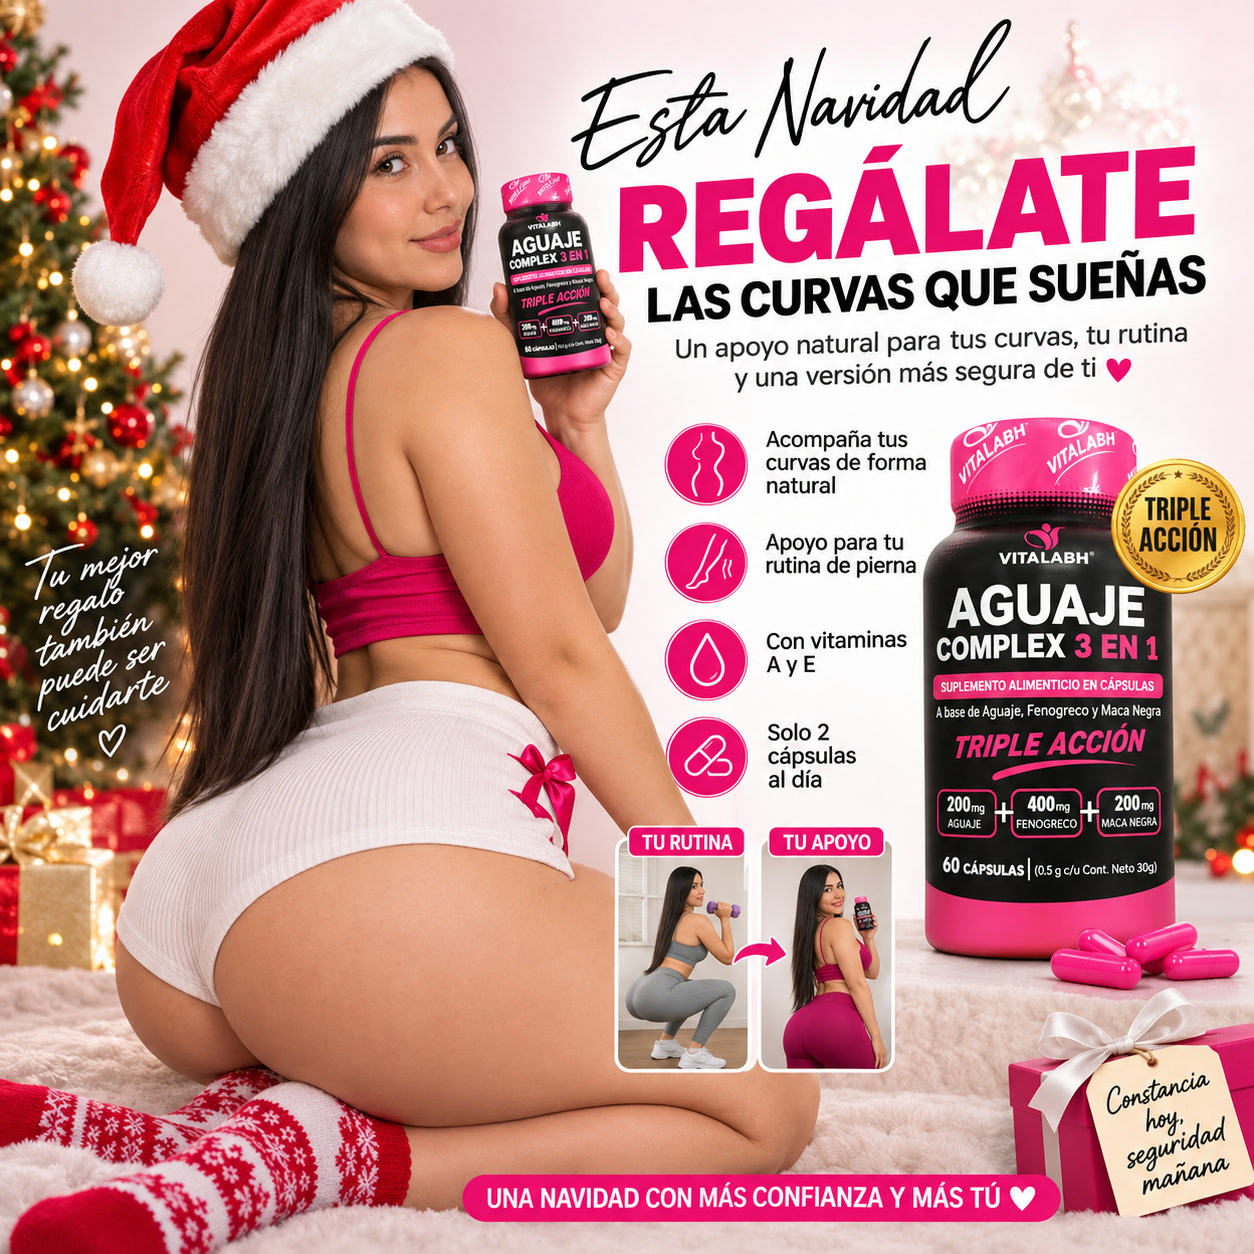 Esta Navidad
REGÁLATE
LAS CURVAS QUE SUEÑAS
Un apoyo natural para tus curvas, tu rutina
y una versión más segura de ti
Acompaña tus
curvas de forma
natural
Apoyo para tu
rutina de pierna
Con vitaminas
A y E
Solo 2
cápsulas
al día
Tu mejor
regalo
también
puede ser
cuidarte
VITALABH
AGUAJE
COMPLEX 3 EN 1
TRIPLE ACCIÓN
60 CÁPSULAS
VITALABH
VITALABH
TRIPLE
ACCIÓN
VITALABH®
AGUAJE
COMPLEX 3 EN 1
SUPLEMENTO ALIMENTICIO EN CÁPSULAS
A base de Aguaje, Fenogreco y Maca Negra
TRIPLE ACCIÓN
200mg + 400mg + 200mg
AGUAJE FENOGRECO MACA NEGRA
60 CÁPSULAS | (0.5 g c/u Cont. Neto 30g)
TU RUTINA
TU APOYO
Constancia
hoy,
seguridad
mañana
UNA NAVIDAD CON MÁS CONFIANZA Y MÁS TÚ